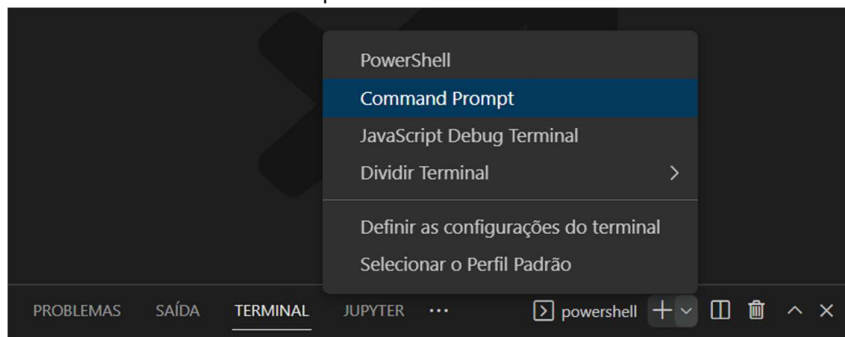 PowerShell
Command Prompt
JavaScript Debug Terminal
Dividir Terminal
Definir as configurações do terminal
Selecionar o Perfil Padrão
PROBLEMAS SAÍDA TERMINAL JUPYTER ··· powershell